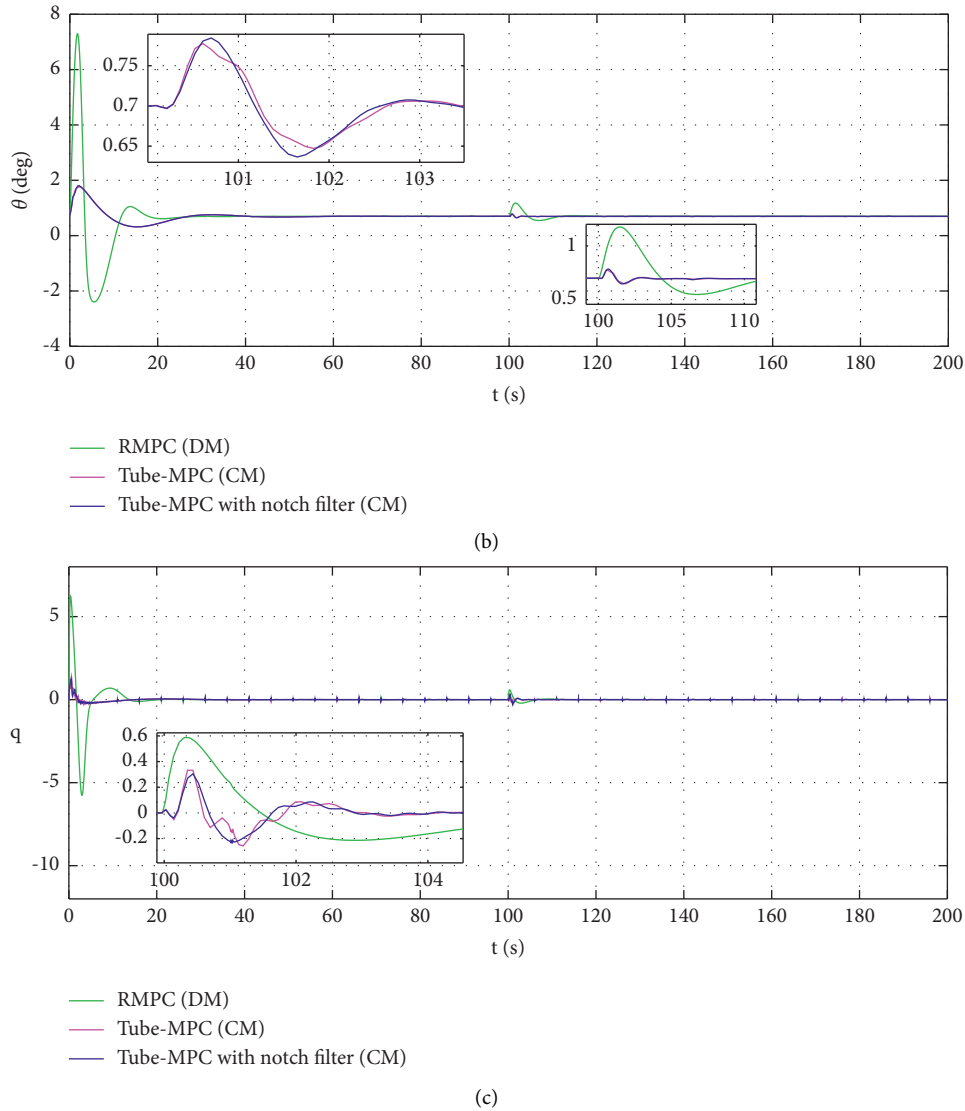 8
6
4
2
0
-2
-4
θ (deg)
0.75
0.7
0.65
101 102 103
1
0.5
100 105 110
0 20 40 60 80 100 120 140 160 180 200
t (s)
RMPC (DM)
Tube-MPC (CM)
Tube-MPC with notch filter (CM)
(b)
5
0
-5
-10
q
0.6
0.4
0.2
0
-0.2
100 102 104
0 20 40 60 80 100 120 140 160 180 200
t (s)
RMPC (DM)
Tube-MPC (CM)
Tube-MPC with notch filter (CM)
(c)